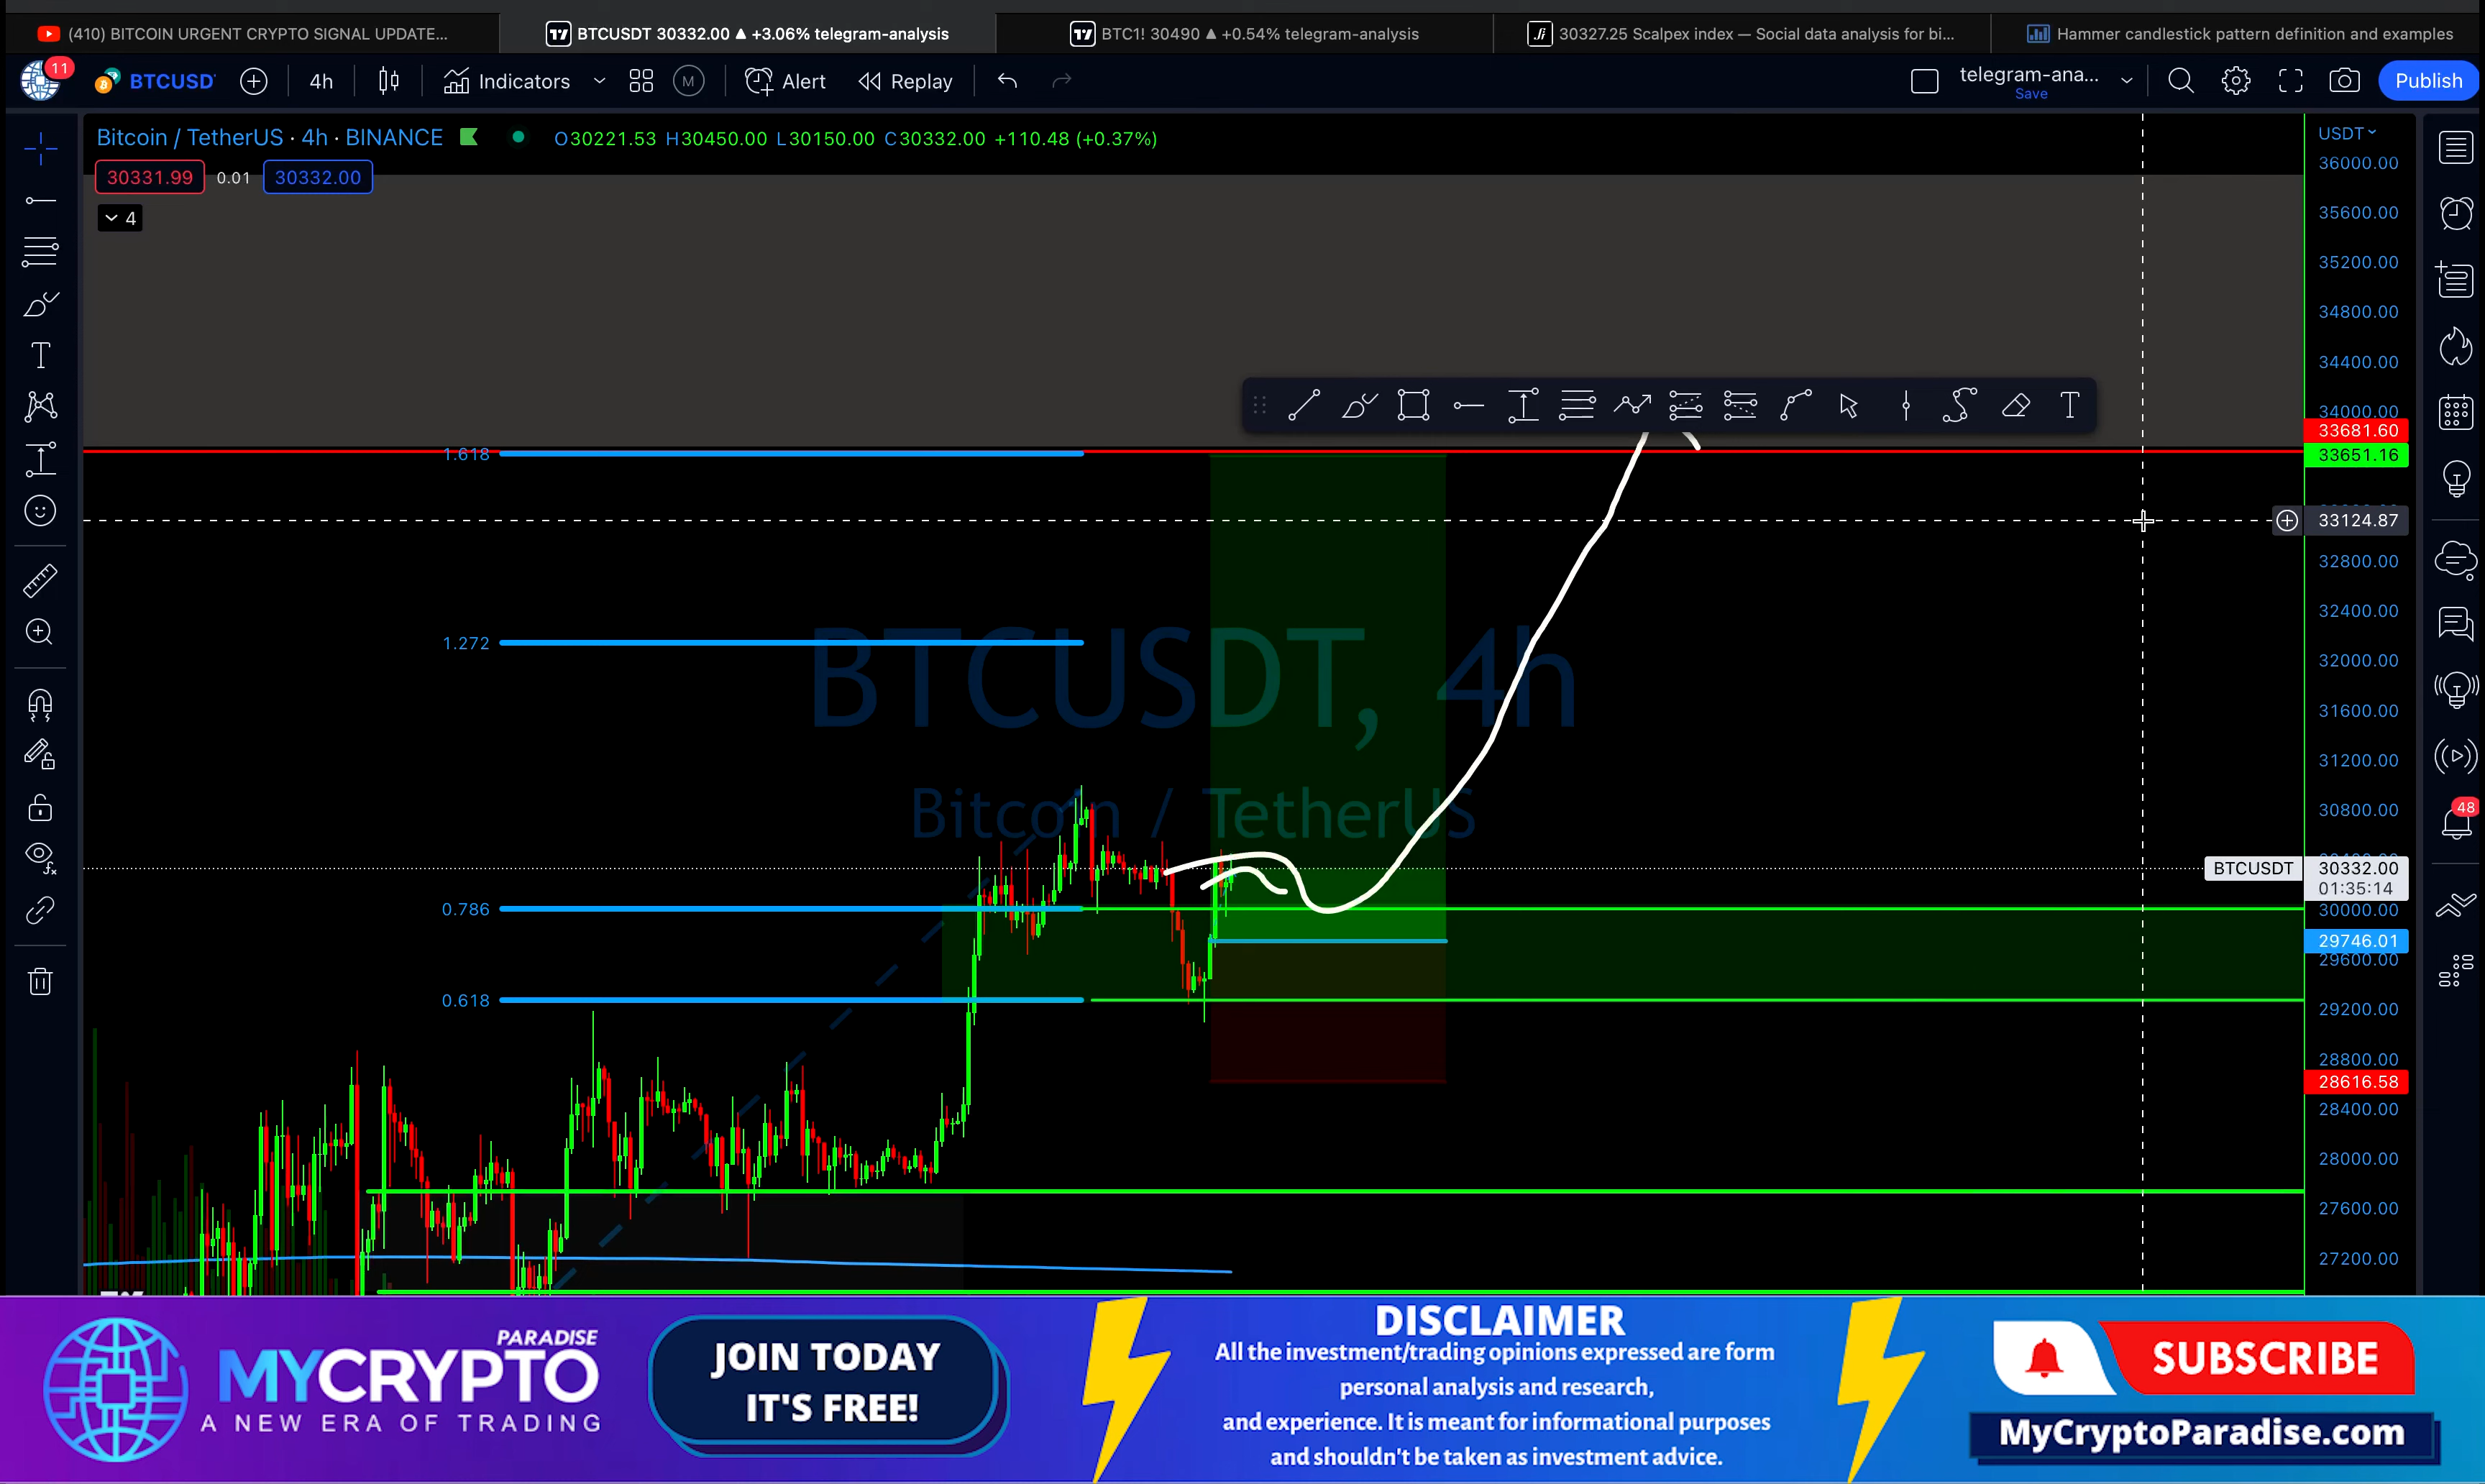 (410) BITCOIN URGENT CRYPTO SIGNAL UPDATE...
BTCUSDT 30332.00 ▲ +3.06% telegram-analysis
BTC1! 30490 ▲ +0.54% telegram-analysis
30327.25 Scalpex index — Social data analysis for bi...
Hammer candlestick pattern definition and examples
11
BTCUSD
4h
Indicators
M
Alert
Replay
telegram-ana...
Save
Publish
Bitcoin / TetherUS · 4h · BINANCE
O30221.53 H30450.00 L30150.00 C30332.00 +110.48 (+0.37%)
USDT
30331.99
0.01
30332.00
4
36000.00
35600.00
35200.00
34800.00
34400.00
34000.00
33681.60
33651.16
33124.87
32800.00
32400.00
32000.00
31600.00
31200.00
30800.00
BTCUSDT
30332.00
01:35:14
30000.00
29746.01
29600.00
29200.00
28800.00
28616.58
28400.00
28000.00
27600.00
27200.00
48
1.618
1.272
0.786
0.618
BTCUSDT, 4h
Bitcoin / TetherUS
PARADISE
MYCRYPTO
A NEW ERA OF TRADING
JOIN TODAY
IT'S FREE!
DISCLAIMER
All the investment/trading opinions expressed are form
personal analysis and research,
and experience. It is meant for informational purposes
and shouldn't be taken as investment advice.
SUBSCRIBE
MyCryptoParadise.com